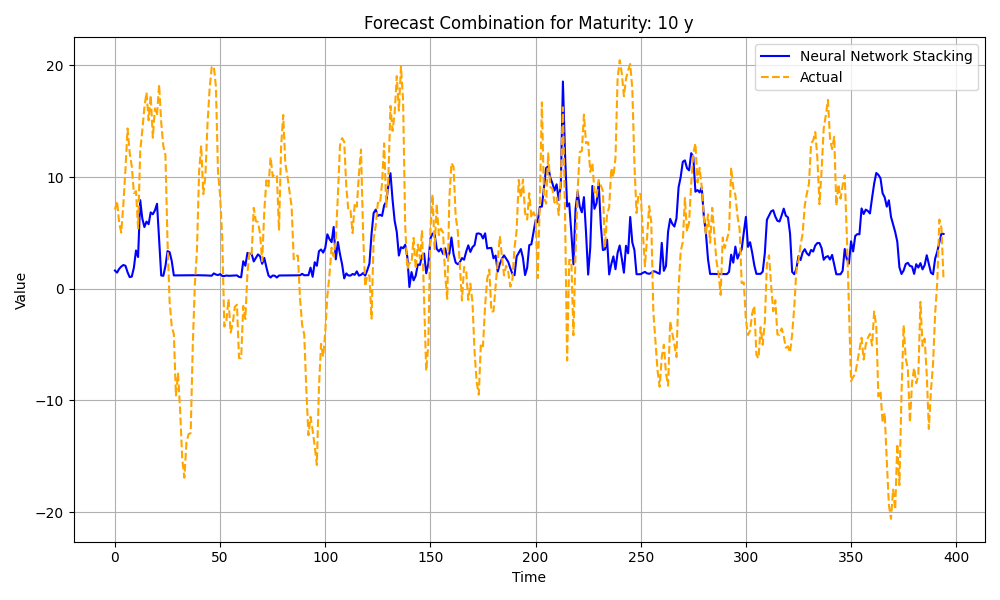 Forecast Combination for Maturity: 10 y
Neural Network Stacking
Actual
Value
20
10
0
−10
−20
0 50 100 150 200 250 300 350 400
Time